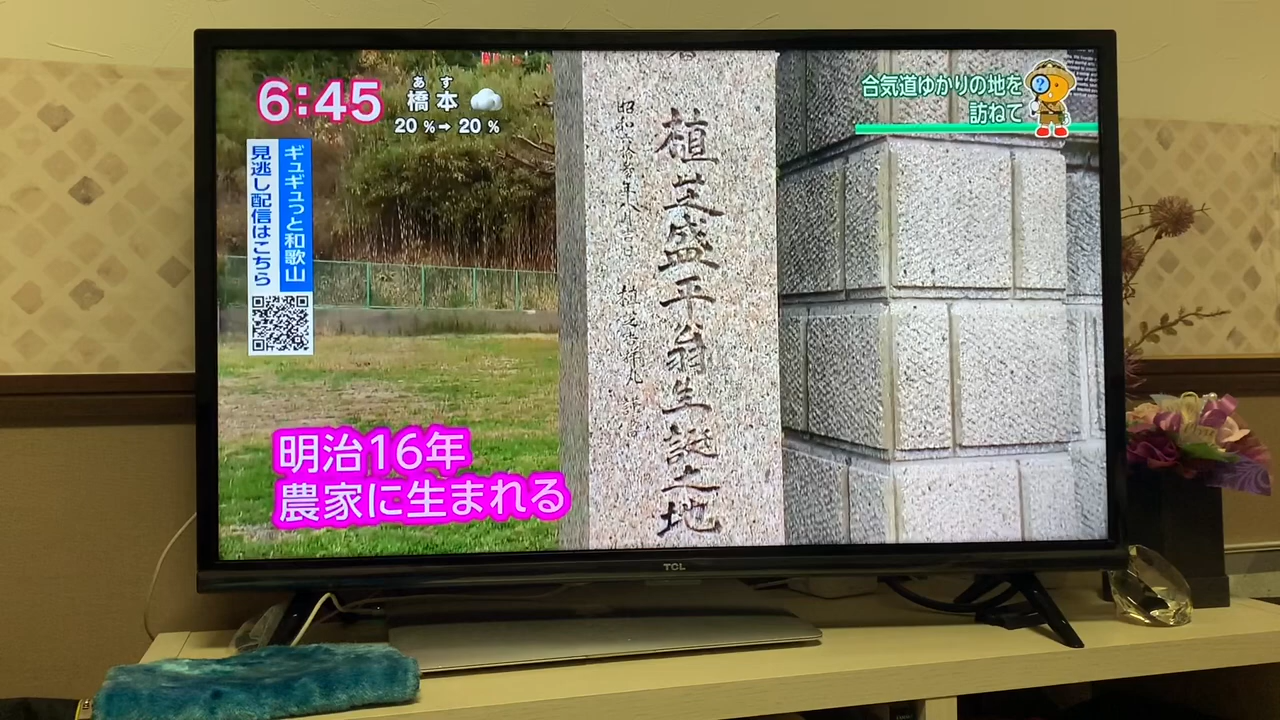 6:45
あす
橋本
20 %➡ 20 %
合気道ゆかりの地を
訪ねて
?
ギュギュっと和歌山
見逃し配信はこちら
植芝盛平翁生誕之地
明治16年
農家に生まれる
TCL